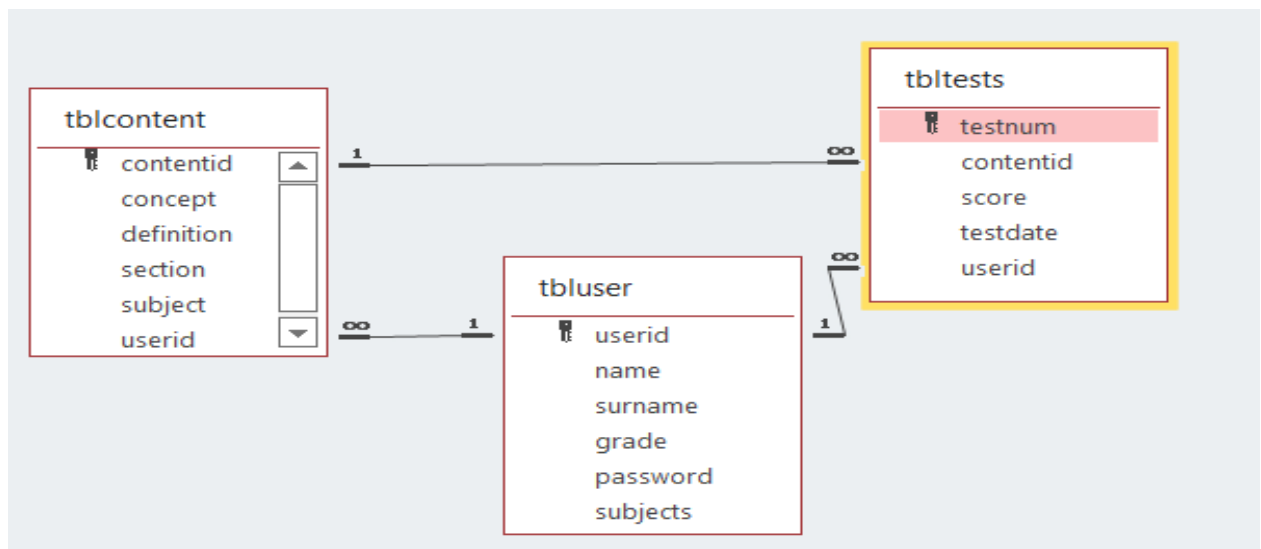 tblcontent
contentid
concept
definition
section
subject
userid
1
∞
tbltests
testnum
contentid
score
testdate
userid
∞
1
∞
1
tbluser
userid
name
surname
grade
password
subjects